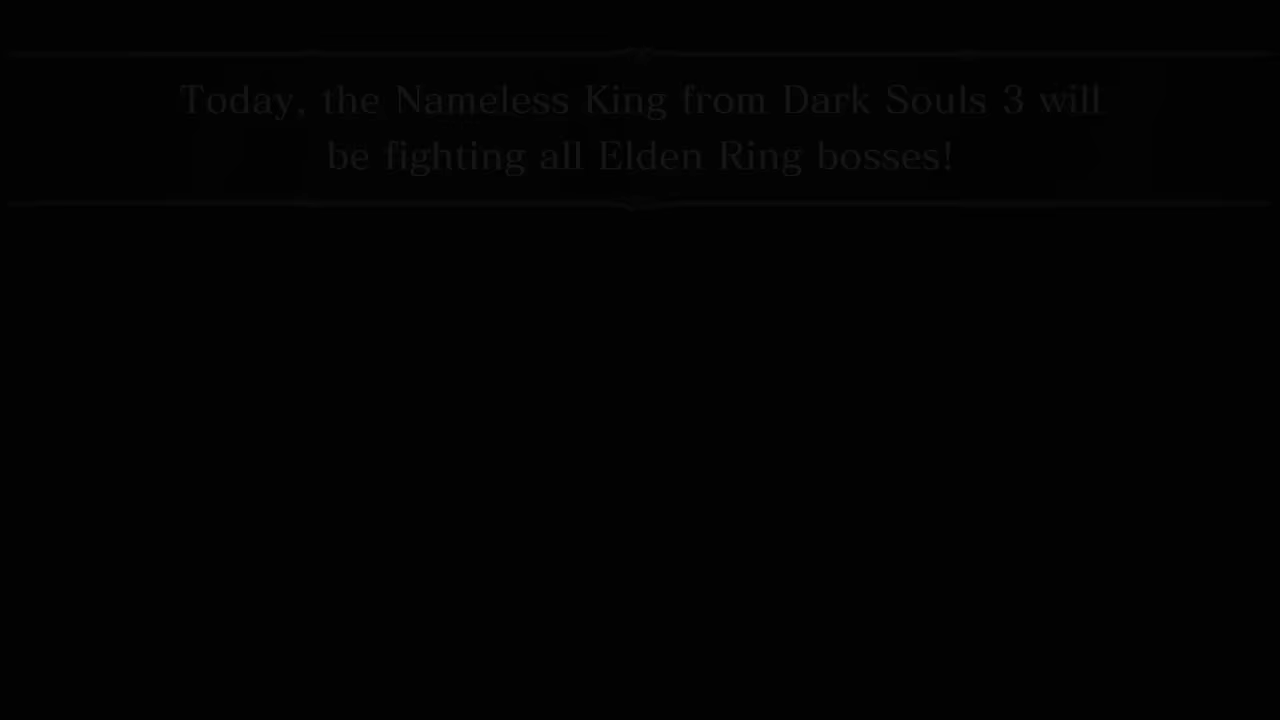 Today, the Nameless King from Dark Souls 3 will
be fighting all Elden Ring bosses!